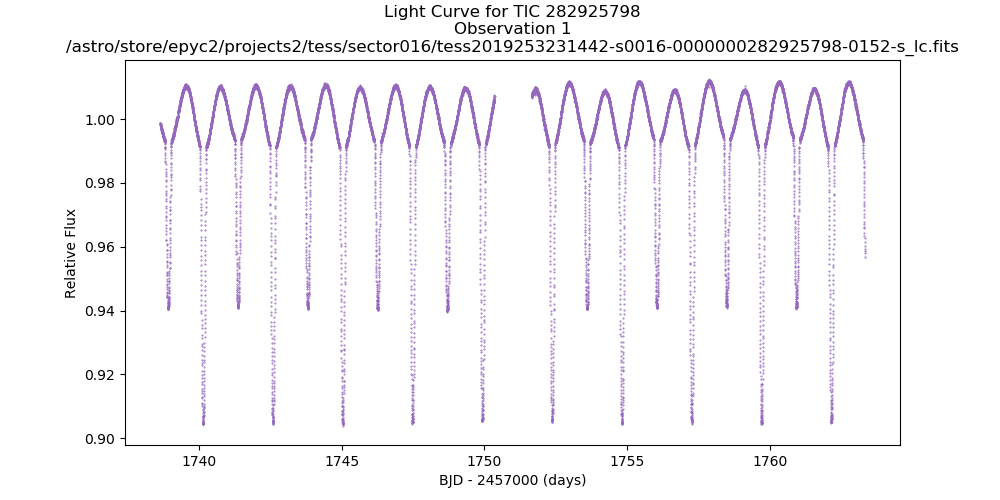 Light Curve for TIC 282925798
Observation 1
/astro/store/epyc2/projects2/tess/sector016/tess2019253231442-s0016-0000000282925798-0152-s_lc.fits
1.00
0.98
0.96
0.94
0.92
0.90
Relative Flux
1740
1745
1750
1755
1760
BJD - 2457000 (days)